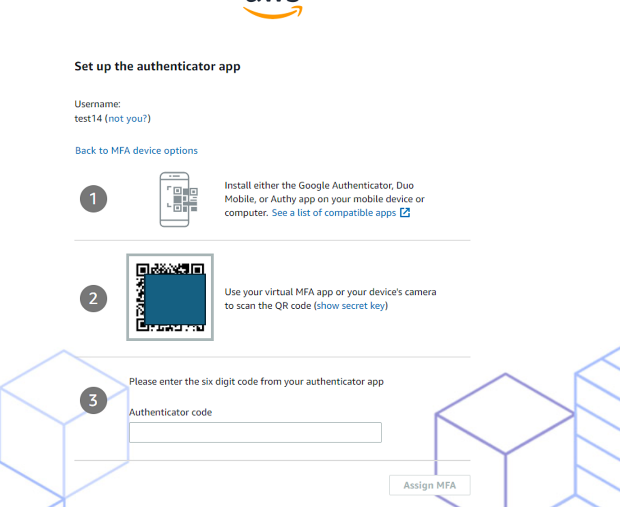 aws
Set up the authenticator app
Username:
test14 (not you?)
Back to MFA device options
1
Install either the Google Authenticator, Duo
Mobile, or Authy app on your mobile device or
computer. See a list of compatible apps
2
Use your virtual MFA app or your device's camera
to scan the QR code (show secret key)
3
Please enter the six digit code from your authenticator app
Authenticator code
Assign MFA